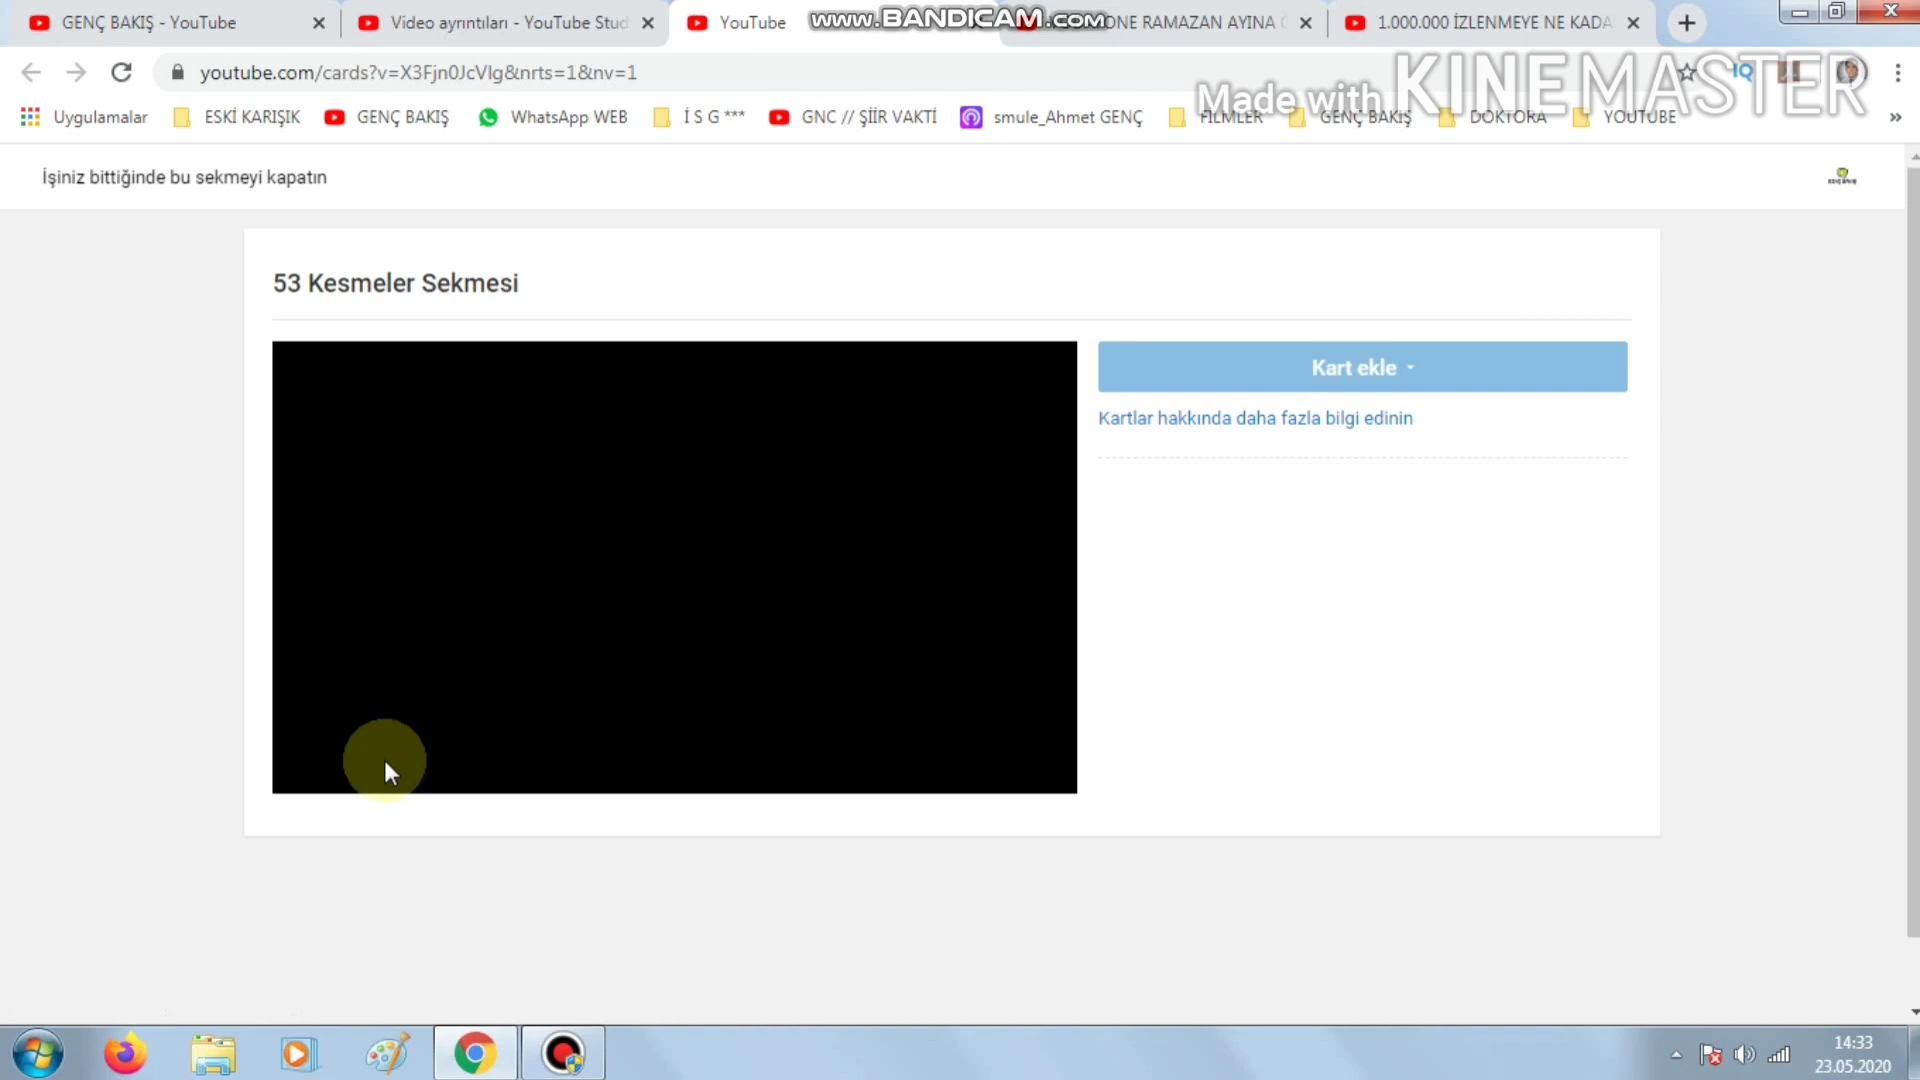 GENÇ BAKIŞ - YouTube
Video ayrıntıları - YouTube Stud
YouTube
www.BANDICAM.com
ONE RAMAZAN AYINA
1.000.000 İZLENMEYE NE KADA
youtube.com/cards?v=X3Fjn0JcVIg&nrts=1&nv=1
Made with KINEMASTER
Uygulamalar
ESKİ KARIŞIK
GENÇ BAKIŞ
WhatsApp WEB
İ S G ***
GNC // ŞİİR VAKTİ
smule_Ahmet GENÇ
FİLMLER
GENÇ BAKIŞ
DOKTORA
YOUTUBE
İşiniz bittiğinde bu sekmeyi kapatın
53 Kesmeler Sekmesi
Kart ekle
Kartlar hakkında daha fazla bilgi edinin
14:33
23.05.2020